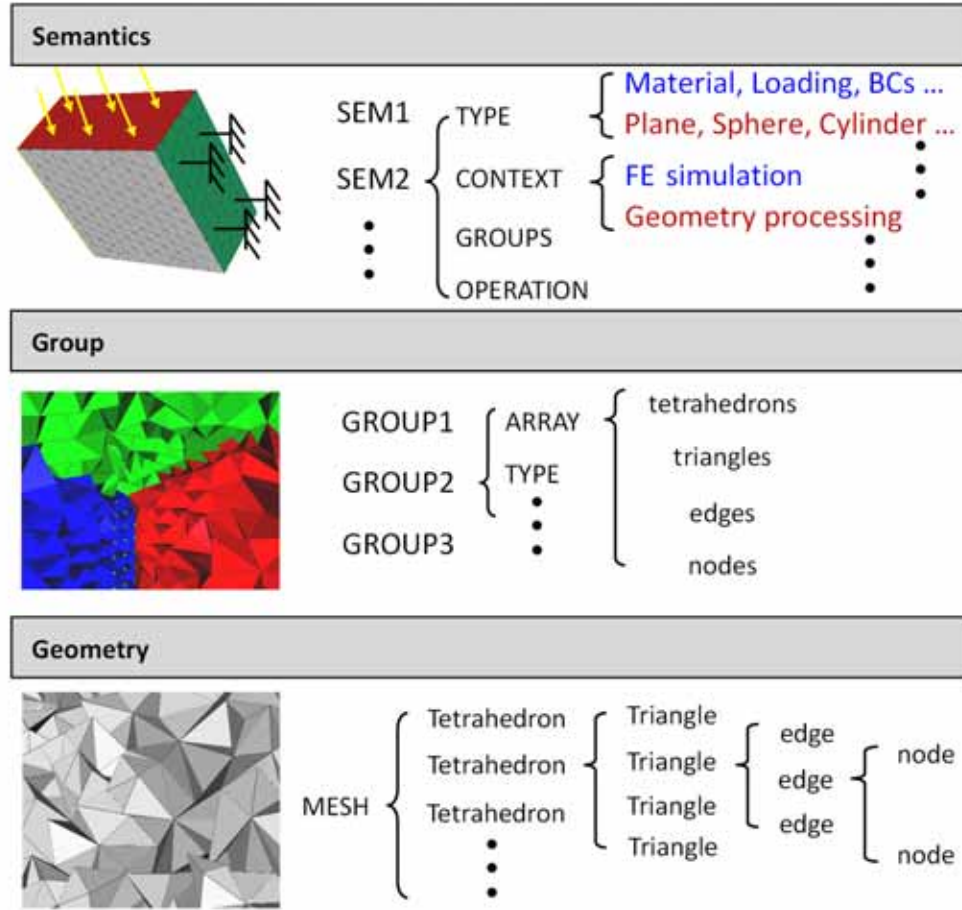 Semantics
SEM1
SEM2
TYPE
CONTEXT
GROUPS
OPERATION
Material, Loading, BCs ...
Plane, Sphere, Cylinder ...
FE simulation
Geometry processing
Group
GROUP1
GROUP2
GROUP3
ARRAY
TYPE
tetrahedrons
triangles
edges
nodes
Geometry
MESH
Tetrahedron
Tetrahedron
Tetrahedron
Triangle
Triangle
Triangle
Triangle
edge
edge
edge
node
node